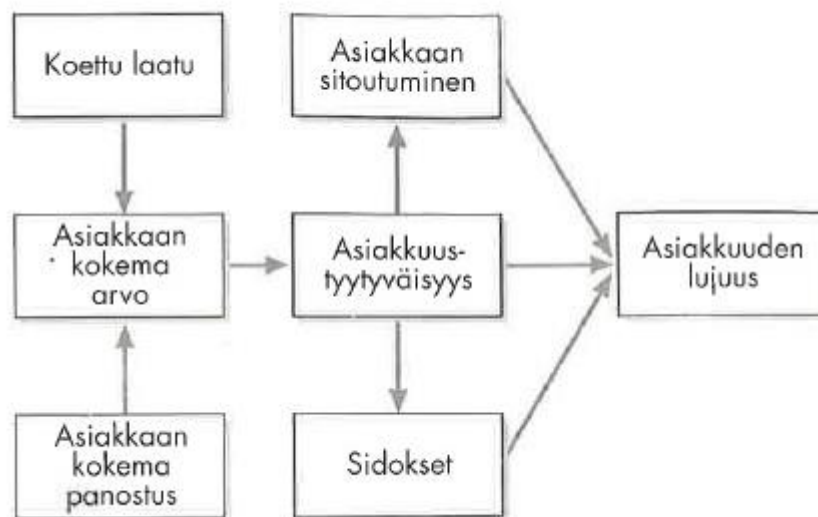 Koettu laatu
Asiakkaan
sitoutuminen
Asiakkaan
kokema
arvo
Asiakkuus-
tyytyväisyys
Asiakkuuden
lujuus
Asiakkaan
kokema
panostus
Sidokset